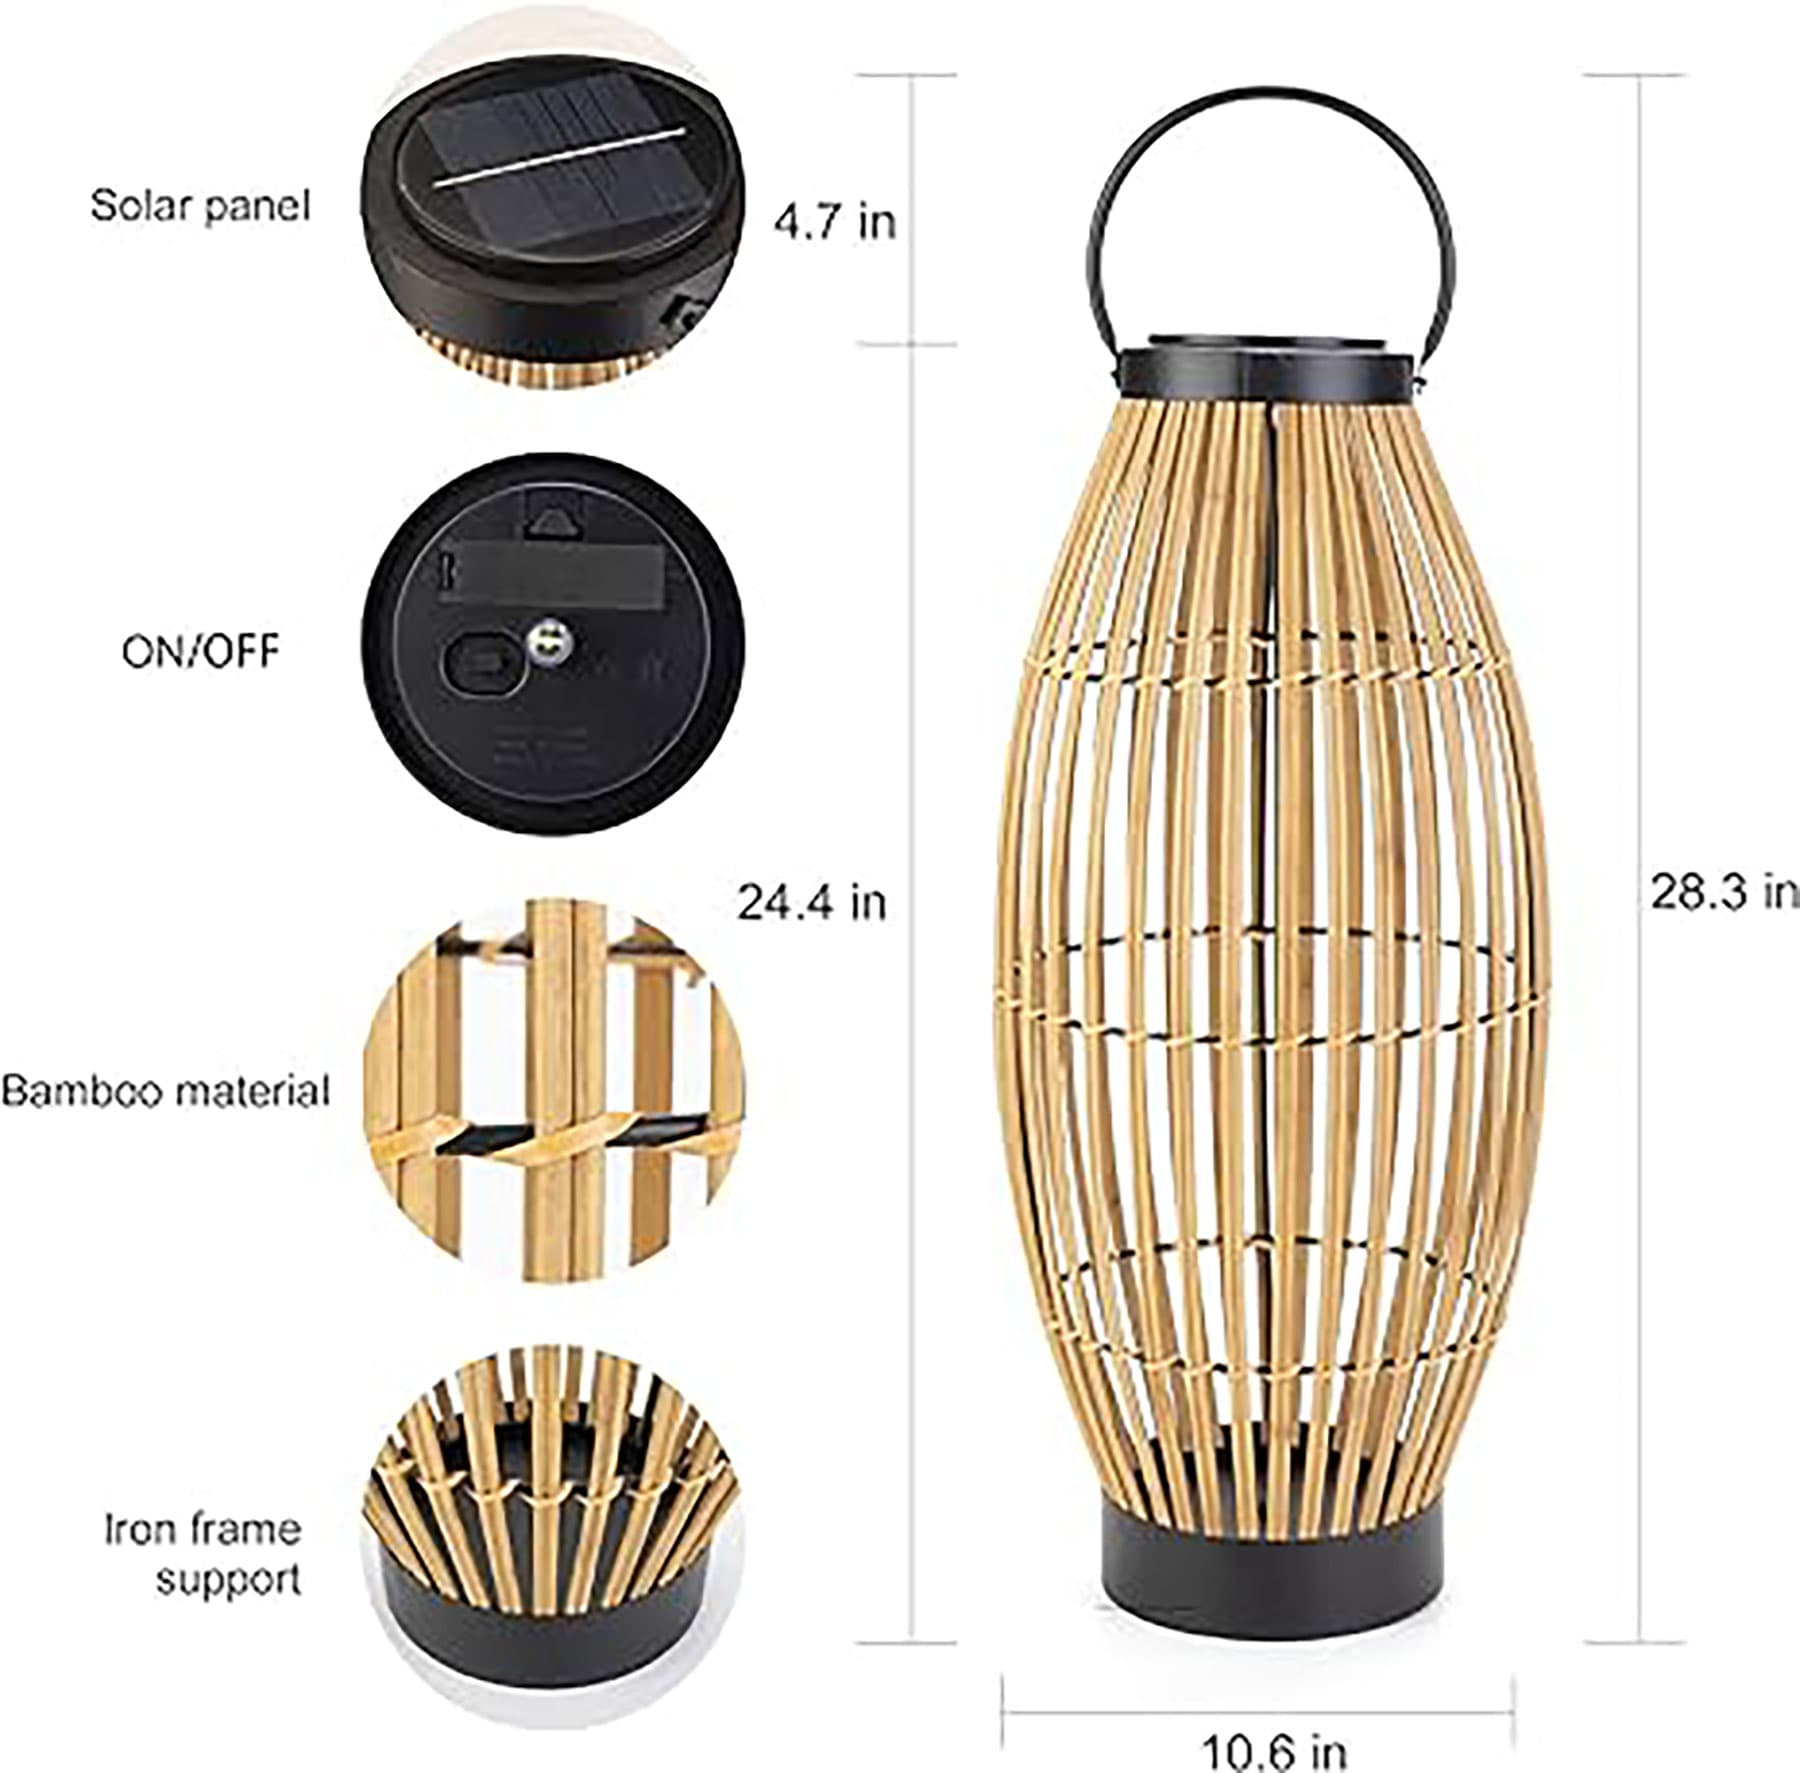 Solar panel
4.7 in
ON/OFF
24.4 in
28.3 in
Bamboo material
Iron frame
support
10.6 in